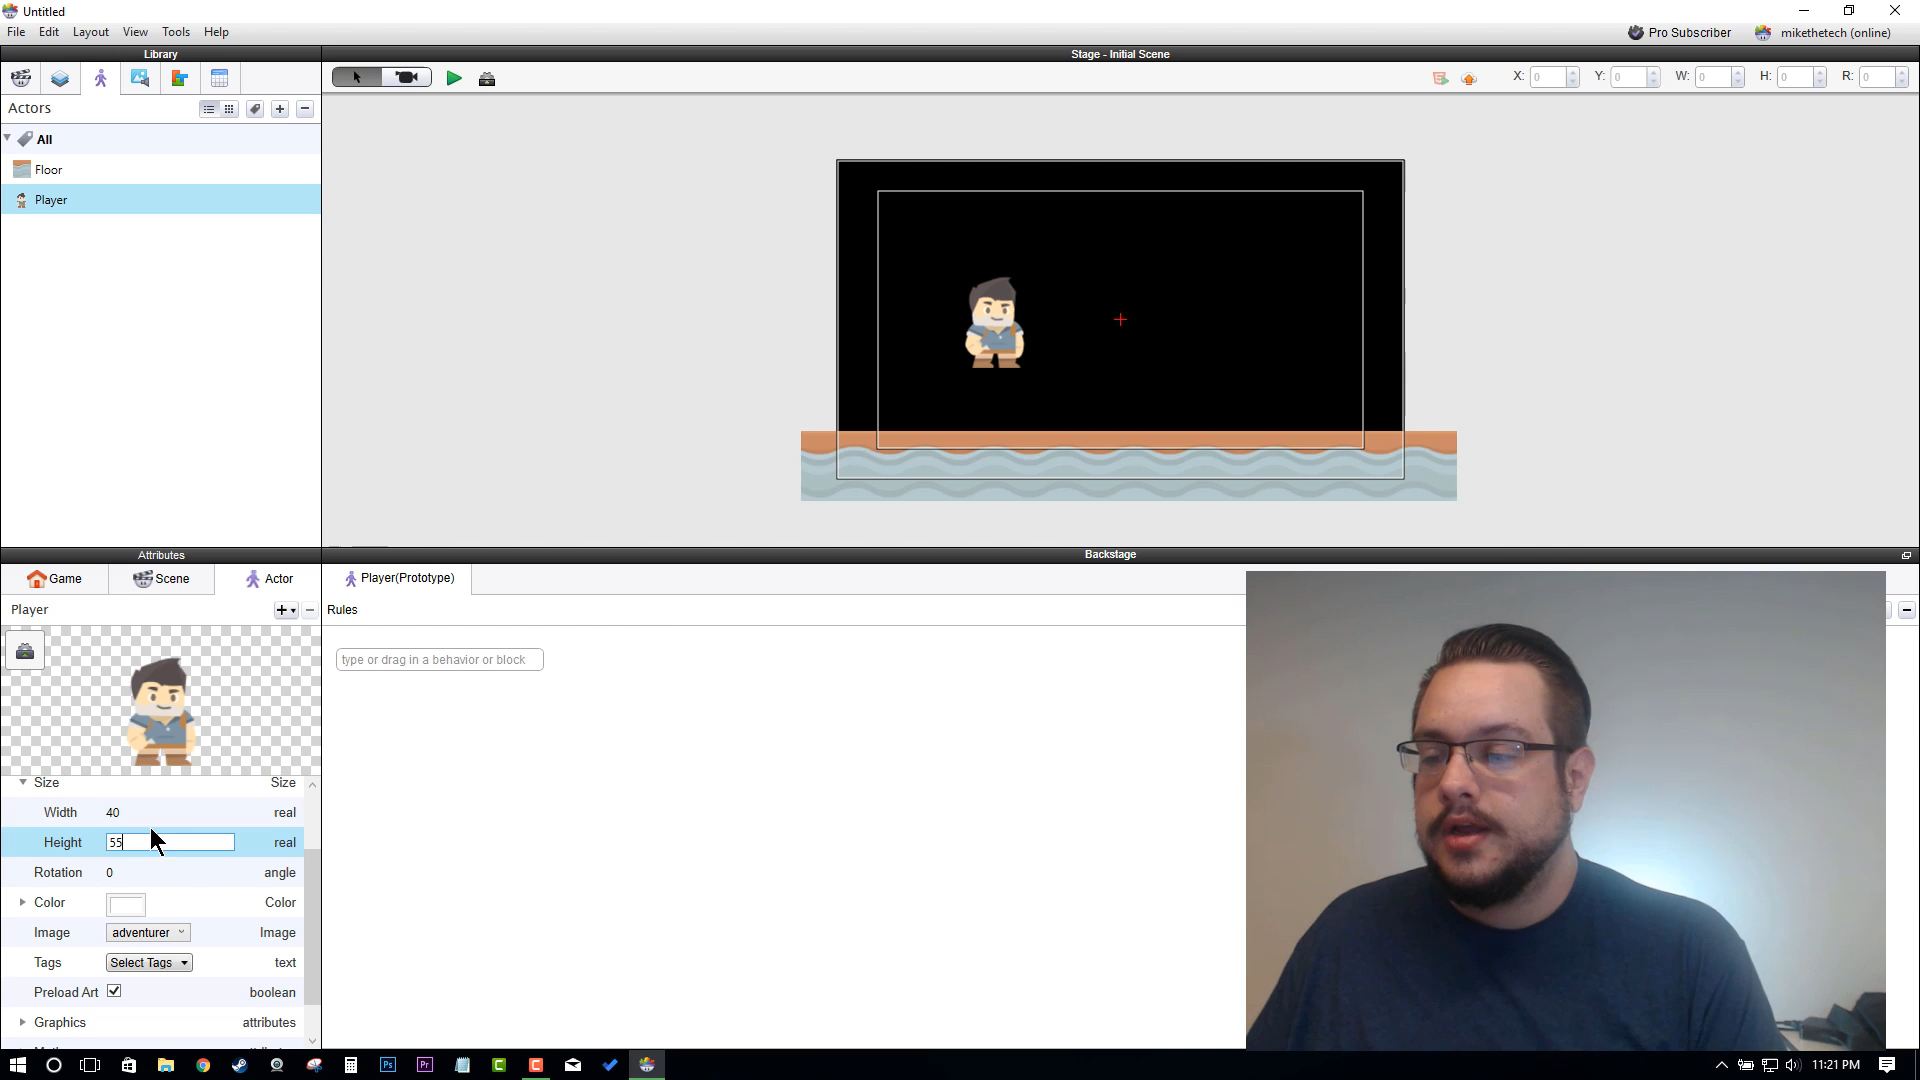 Untitled
File Edit Layout View Tools Help
Pro Subscriber mikethetech (online)
Library
Stage - Initial Scene
X: 0 Y: 0 W: 0 H: 0 R: 0
Actors
All
Floor
Player
Attributes
Backstage
Game Scene Actor
Player(Prototype)
Player
Rules
type or drag in a behavior or block
Size Size
Width 40 real
Height 55 real
Rotation 0 angle
Color Color
Image adventurer Image
Tags Select Tags text
Preload Art boolean
Graphics attributes
Ps Pr
11:21 PM